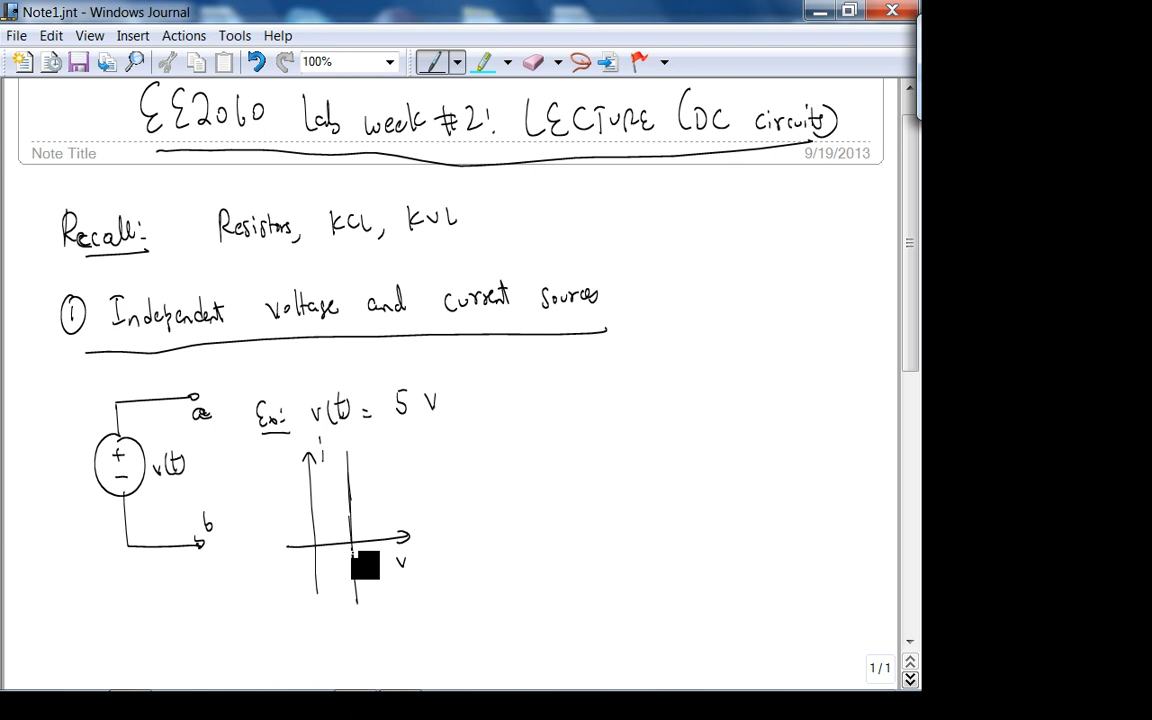 Note1.jnt - Windows Journal
File Edit View Insert Actions Tools Help
100%
EE2060 Lab week #2: LECTURE (DC circuits)
Note Title
9/19/2013
Recall: Resistors, KCL, KVL
① Independent voltage and current sources
a
Ex: v(t) = 5 V
i
+
v(t)
−
b
v
1/1